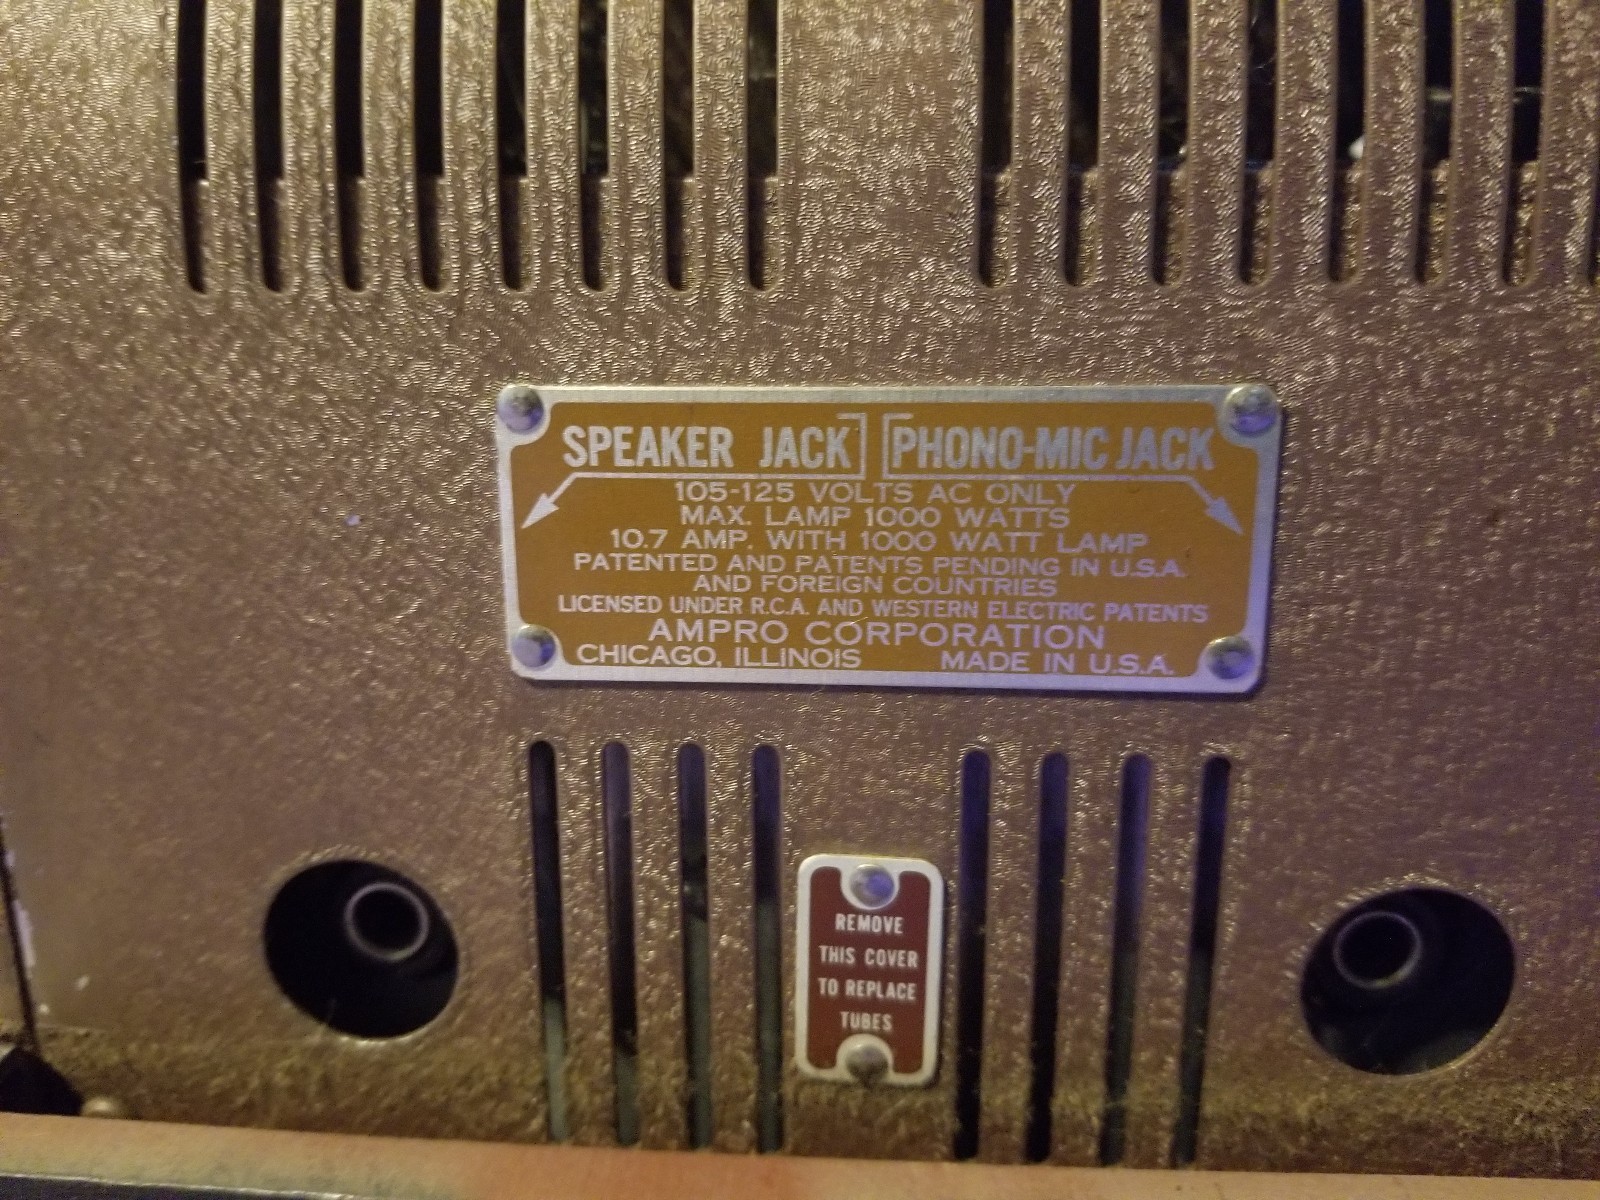 SPEAKER JACK PHONO-MIC JACK
105-125 VOLTS AC ONLY
MAX. LAMP 1000 WATTS
10.7 AMP. WITH 1000 WATT LAMP
PATENTED AND PATENTS PENDING IN U.S.A.
AND FOREIGN COUNTRIES
LICENSED UNDER R.C.A. AND WESTERN ELECTRIC PATENTS
AMPRO CORPORATION
CHICAGO, ILLINOIS MADE IN U.S.A.
REMOVE
THIS COVER
TO REPLACE
TUBES